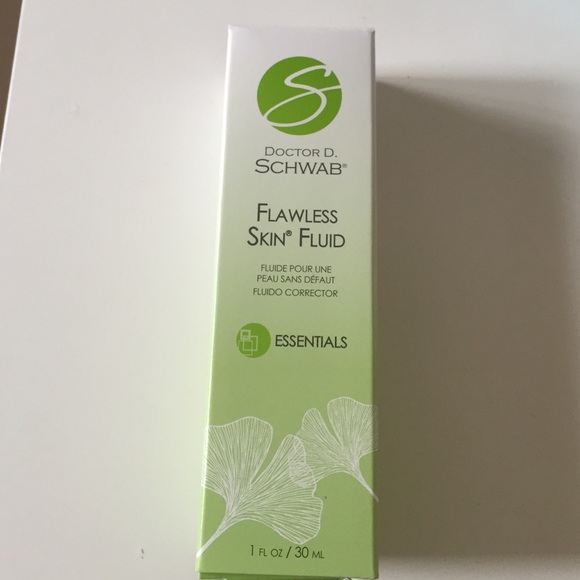 S
DOCTOR D.
SCHWAB®
FLAWLESS
SKIN® FLUID
FLUIDE POUR UNE
PEAU SANS DÉFAUT
FLUIDO CORRECTOR
ESSENTIALS
1 FL OZ / 30 ML